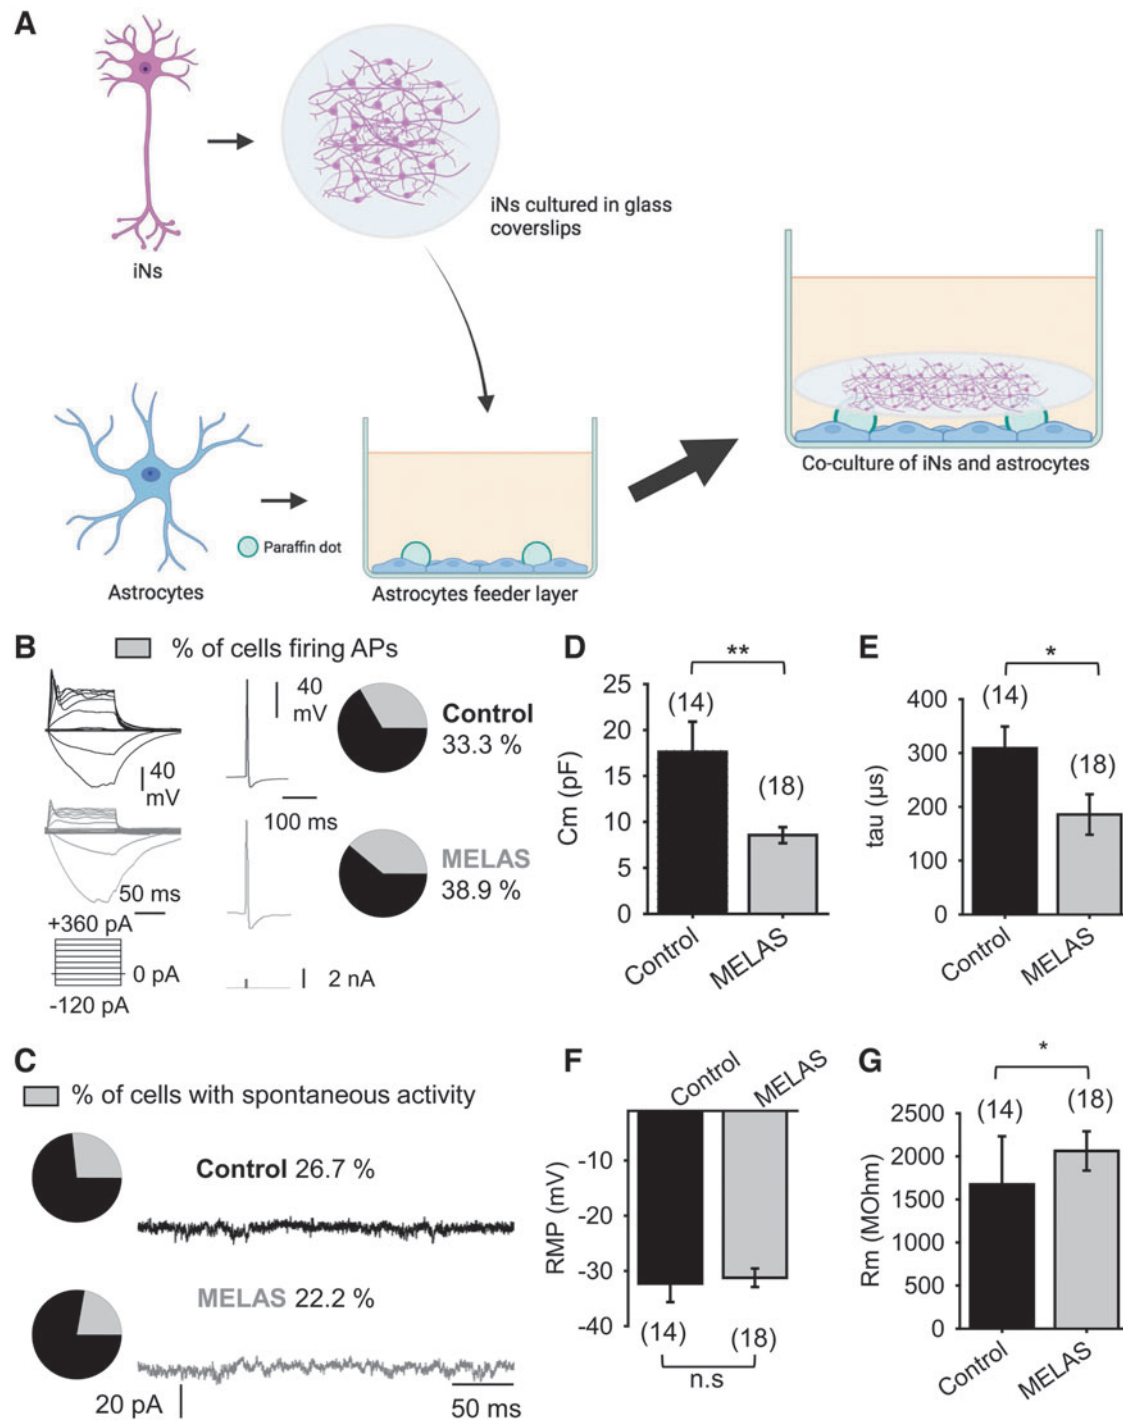 A
iNs
iNs cultured in glass
coverslips
Astrocytes
Paraffin dot
Astrocytes feeder layer
Co-culture of iNs and astrocytes
B
% of cells firing APs
40
mV
40
mV
100 ms
50 ms
+360 pA
0 pA
-120 pA
2 nA
Control
33.3 %
MELAS
38.9 %
C
% of cells with spontaneous activity
Control 26.7 %
MELAS 22.2 %
20 pA
50 ms
D
**
25
20
15
10
5
0
Cm (pF)
(14)
(18)
Control
MELAS
E
*
400
300
200
100
0
tau (µs)
(14)
(18)
Control
MELAS
F
Control
MELAS
-10
-20
-30
-40
RMP (mV)
(14)
(18)
n.s
G
*
2500
2000
1500
1000
500
0
Rm (MOhm)
(14)
(18)
Control
MELAS